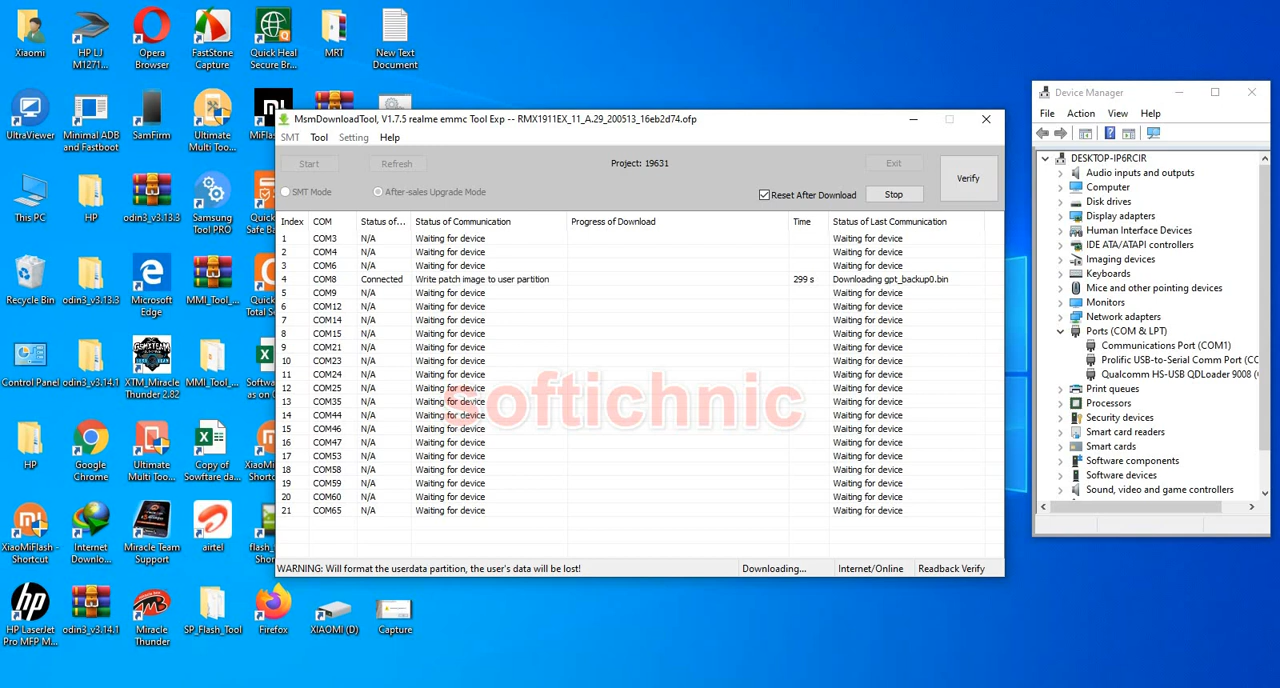 Xiaomi
HP LJ M1271...
Opera Browser
FastStone Capture
Quick Heal Secure Br...
MRT
New Text Document
UltraViewer
Minimal ADB and Fastboot
SamFirm
Ultimate Multi Too...
MiFlas
This PC
HP
odin3_v3.13.3
Samsung Tool PRO
Quick
Safe Ba
Recycle Bin
odin3_v3.13.3
Microsoft Edge
MMI_Tool_...
Quick
Total Se
Control Panel
odin3_v3.14.1
XTM_Miracle Thunder 2.82
MMI_Tool_...
Softwa
as on 0
HP
Google Chrome
Ultimate Multi Too...
Copy of Sowftare da...
XiaoMi
Shortc
XiaoMiFlash - Shortcut
Internet Downlo...
Miracle Team Support
airtel
flash_
Shor
HP LaserJet Pro MFP M...
odin3_v3.14.1
Miracle Thunder
SP_Flash_Tool
Firefox
XIAOMI (D)
Capture
MsmDownloadTool, V1.7.5 realme emmc Tool Exp -- RMX1911EX_11_A.29_200513_16eb2d74.ofp
SMT Tool Setting Help
Start Refresh Project: 19631 Exit Verify
SMT Mode After-sales Upgrade Mode Reset After Download Stop
Index COM Status of... Status of Communication Progress of Download Time Status of Last Communication
1 COM3 N/A Waiting for device Waiting for device
2 COM4 N/A Waiting for device Waiting for device
3 COM6 N/A Waiting for device Waiting for device
4 COM8 Connected Write patch image to user partition 299 s Downloading gpt_backup0.bin
5 COM9 N/A Waiting for device Waiting for device
6 COM12 N/A Waiting for device Waiting for device
7 COM14 N/A Waiting for device Waiting for device
8 COM15 N/A Waiting for device Waiting for device
9 COM21 N/A Waiting for device Waiting for device
10 COM23 N/A Waiting for device Waiting for device
11 COM24 N/A Waiting for device Waiting for device
12 COM25 N/A Waiting for device Waiting for device
13 COM35 N/A Waiting for device Waiting for device
14 COM44 N/A Waiting for device Waiting for device
15 COM46 N/A Waiting for device Waiting for device
16 COM47 N/A Waiting for device Waiting for device
17 COM53 N/A Waiting for device Waiting for device
18 COM58 N/A Waiting for device Waiting for device
19 COM59 N/A Waiting for device Waiting for device
20 COM60 N/A Waiting for device Waiting for device
21 COM65 N/A Waiting for device Waiting for device
softichnic
WARNING: Will format the userdata partition, the user's data will be lost! Downloading... Internet/Online Readback Verify
Device Manager
File Action View Help
DESKTOP-IP6RCIR
Audio inputs and outputs
Computer
Disk drives
Display adapters
Human Interface Devices
IDE ATA/ATAPI controllers
Imaging devices
Keyboards
Mice and other pointing devices
Monitors
Network adapters
Ports (COM & LPT)
Communications Port (COM1)
Prolific USB-to-Serial Comm Port (CC
Qualcomm HS-USB QDLoader 9008 (
Print queues
Processors
Security devices
Smart card readers
Smart cards
Software components
Software devices
Sound, video and game controllers